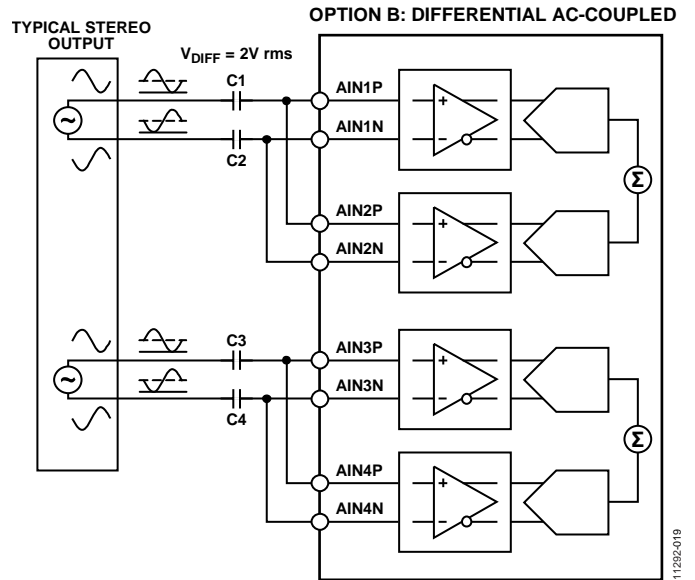 OPTION B: DIFFERENTIAL AC-COUPLED
TYPICAL STEREO
OUTPUT
VDIFF = 2V rms
C1
C2
AIN1P
AIN1N
+
−
Σ
AIN2P
AIN2N
+
−
C3
C4
AIN3P
AIN3N
+
−
Σ
AIN4P
AIN4N
+
−
~
~
11292-019